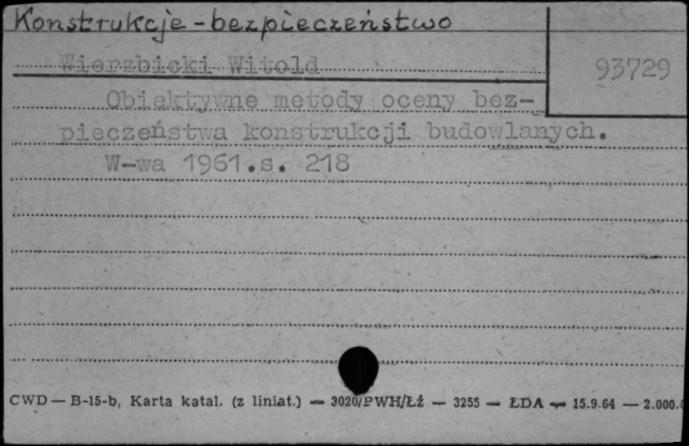 Konstrukcje - bezpieczeństwo
Wierzbicki Witold
93729
Obiektywne metody oceny bez-
pieczeństwa konstrukcji budowlanych.
W-wa 1961.s. 218
CWD — B-15-b, Karta katal. (z liniat.) — 3020/PWH/ŁŹ — 3255 — ŁDA — 15.9.64 — 2.000.